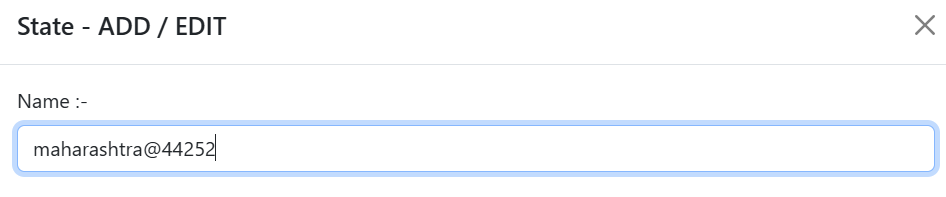 State - ADD / EDIT
Name :-
maharashtra@44252